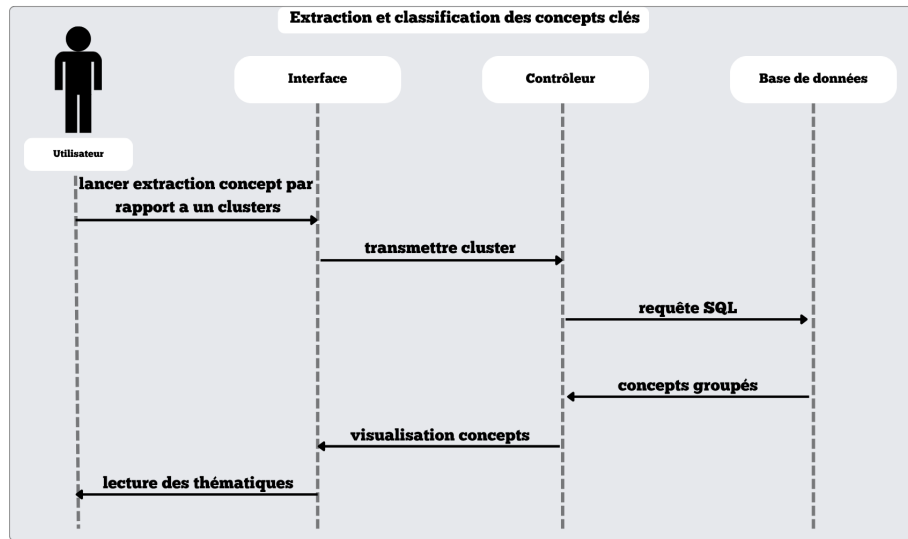 Extraction et classification des concepts clés
Interface
Contrôleur
Base de données
Utilisateur
lancer extraction concept par
rapport a un clusters
transmettre cluster
requête SQL
concepts groupés
visualisation concepts
lecture des thématiques